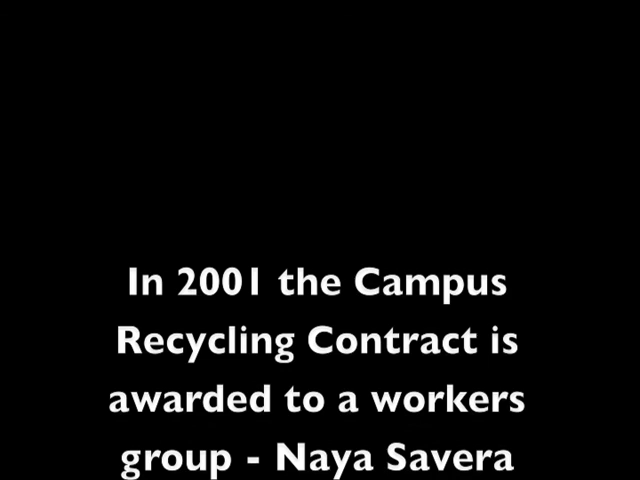 In 2001 the Campus
Recycling Contract is
awarded to a workers
group - Naya Savera